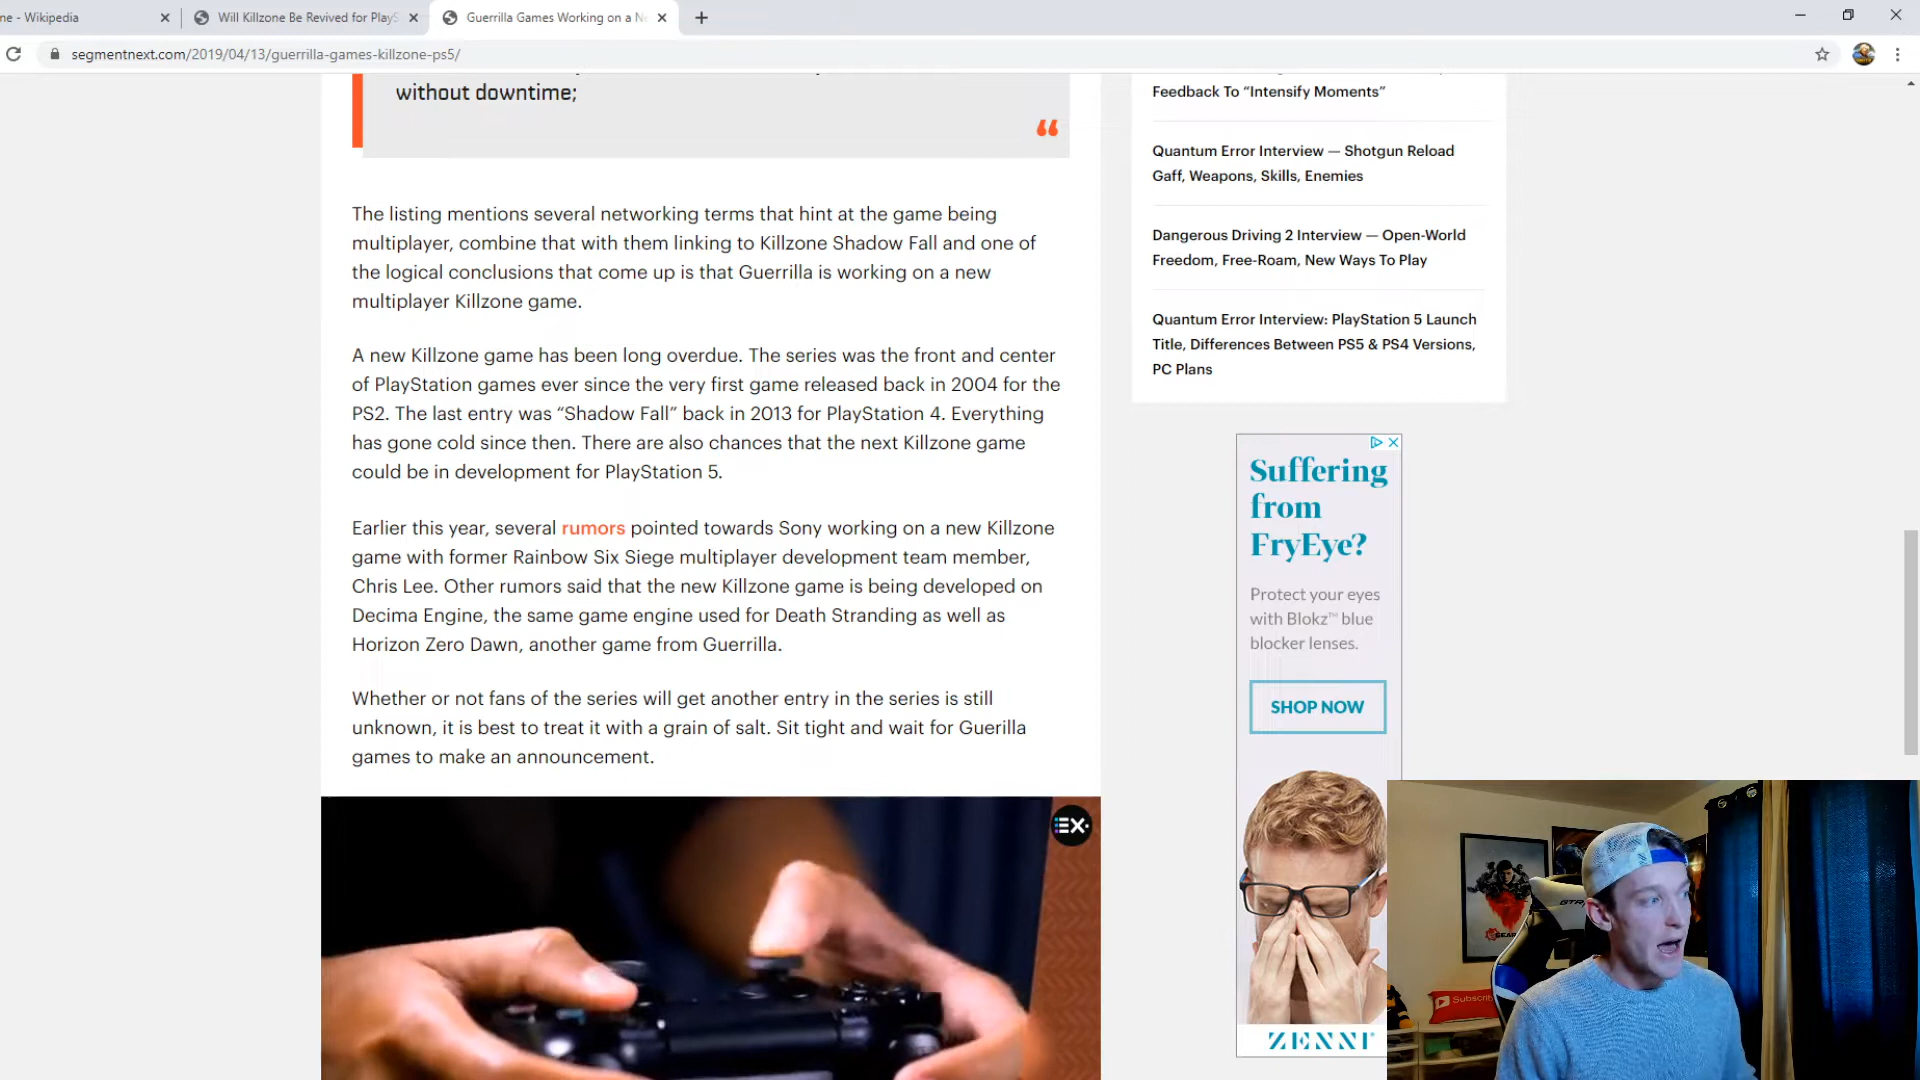 ne - Wikipedia
Will Killzone Be Revived for PlayS
Guerrilla Games Working on a N
segmentnext.com/2019/04/13/guerrilla-games-killzone-ps5/
without downtime;
“
The listing mentions several networking terms that hint at the game being
multiplayer, combine that with them linking to Killzone Shadow Fall and one of
the logical conclusions that come up is that Guerrilla is working on a new
multiplayer Killzone game.
A new Killzone game has been long overdue. The series was the front and center
of PlayStation games ever since the very first game released back in 2004 for the
PS2. The last entry was “Shadow Fall” back in 2013 for PlayStation 4. Everything
has gone cold since then. There are also chances that the next Killzone game
could be in development for PlayStation 5.
Earlier this year, several rumors pointed towards Sony working on a new Killzone
game with former Rainbow Six Siege multiplayer development team member,
Chris Lee. Other rumors said that the new Killzone game is being developed on
Decima Engine, the same game engine used for Death Stranding as well as
Horizon Zero Dawn, another game from Guerrilla.
Whether or not fans of the series will get another entry in the series is still
unknown, it is best to treat it with a grain of salt. Sit tight and wait for Guerilla
games to make an announcement.
EX
Feedback To “Intensify Moments”
Quantum Error Interview — Shotgun Reload
Gaff, Weapons, Skills, Enemies
Dangerous Driving 2 Interview — Open-World
Freedom, Free-Roam, New Ways To Play
Quantum Error Interview: PlayStation 5 Launch
Title, Differences Between PS5 & PS4 Versions,
PC Plans
Suffering
from
FryEye?
Protect your eyes
with Blokz™ blue
blocker lenses.
SHOP NOW
ZENNI
GEAR
GTR
Subscri